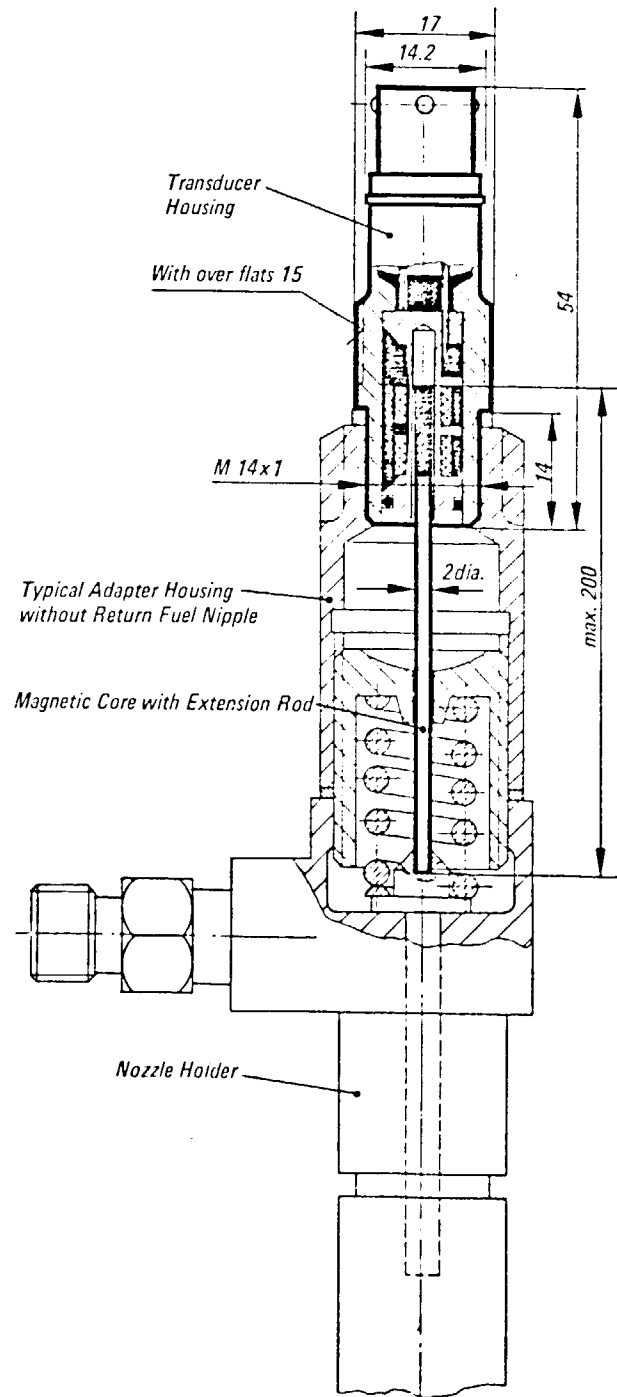 17
14.2
Transducer
Housing
With over flats 15
54
M 14x1
14
2dia.
max. 200
Typical Adapter Housing
without Return Fuel Nipple
Magnetic Core with Extension Rod
Nozzle Holder